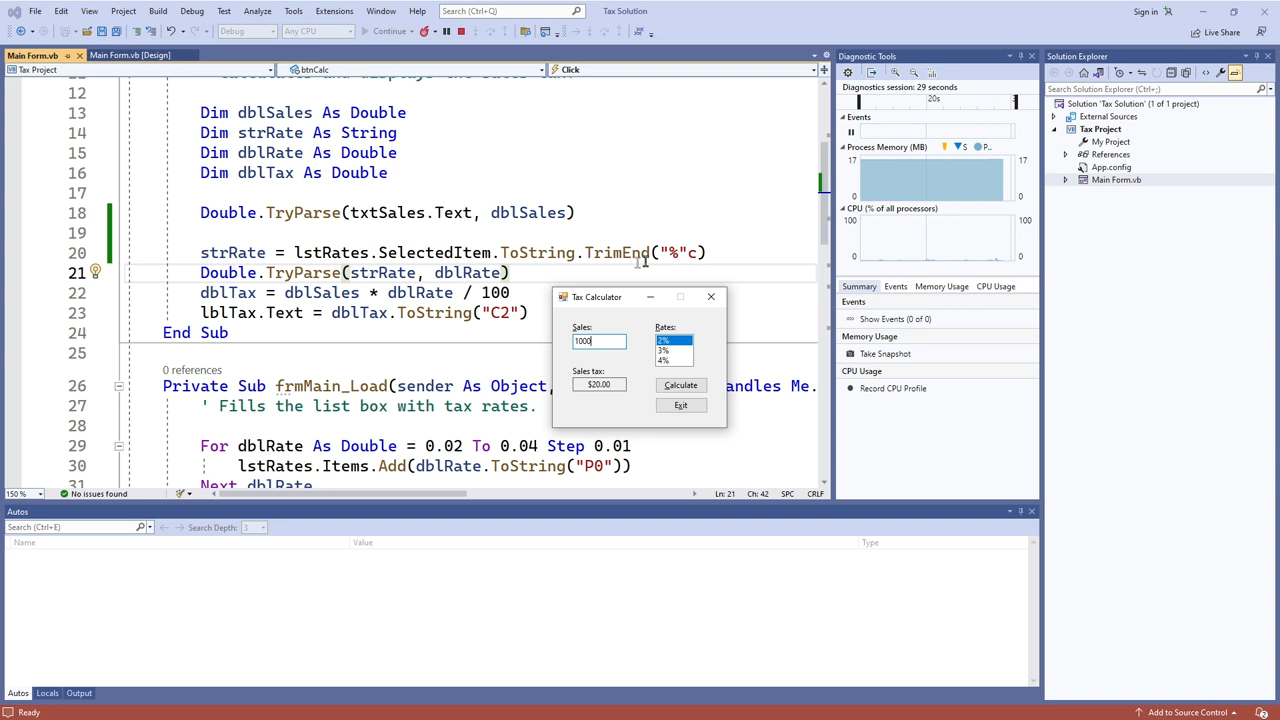 File Edit View Project Build Debug Test Analyze Tools Extensions Window Help Search (Ctrl+Q) Tax Solution Sign in
Debug Any CPU Continue Live Share
Main Form.vb Main Form.vb [Design]
Tax Project btnCalc Click
12
13 Dim dblSales As Double
14 Dim strRate As String
15 Dim dblRate As Double
16 Dim dblTax As Double
17
18 Double.TryParse(txtSales.Text, dblSales)
19
20 strRate = lstRates.SelectedItem.ToString.TrimEnd("%"c)
21 Double.TryParse(strRate, dblRate)
22 dblTax = dblSales * dblRate / 100
23 lblTax.Text = dblTax.ToString("C2")
24 End Sub
25
0 references
26 Private Sub frmMain_Load(sender As Object, andles Me.
27 ' Fills the list box with tax rates.
28
29 For dblRate As Double = 0.02 To 0.04 Step 0.01
30 lstRates.Items.Add(dblRate.ToString("P0"))
31 Next dblRate
150 % No issues found Ln: 21 Ch: 42 SPC CRLF
Tax Calculator
Sales: Rates:
1000 2%
3%
4%
Sales tax:
$20.00 Calculate
Exit
Diagnostic Tools
Diagnostics session: 29 seconds
20s
Events
Process Memory (MB) S P...
17 17
0 0
CPU (% of all processors)
100 100
0 0
Summary Events Memory Usage CPU Usage
Events
Show Events (0 of 0)
Memory Usage
Take Snapshot
CPU Usage
Record CPU Profile
Solution Explorer
Search Solution Explorer (Ctrl+;)
Solution 'Tax Solution' (1 of 1 project)
External Sources
Tax Project
My Project
References
App.config
Main Form.vb
Autos
Search (Ctrl+E) Search Depth: 3
Name Value Type
Autos Locals Output
Ready Add to Source Control 2